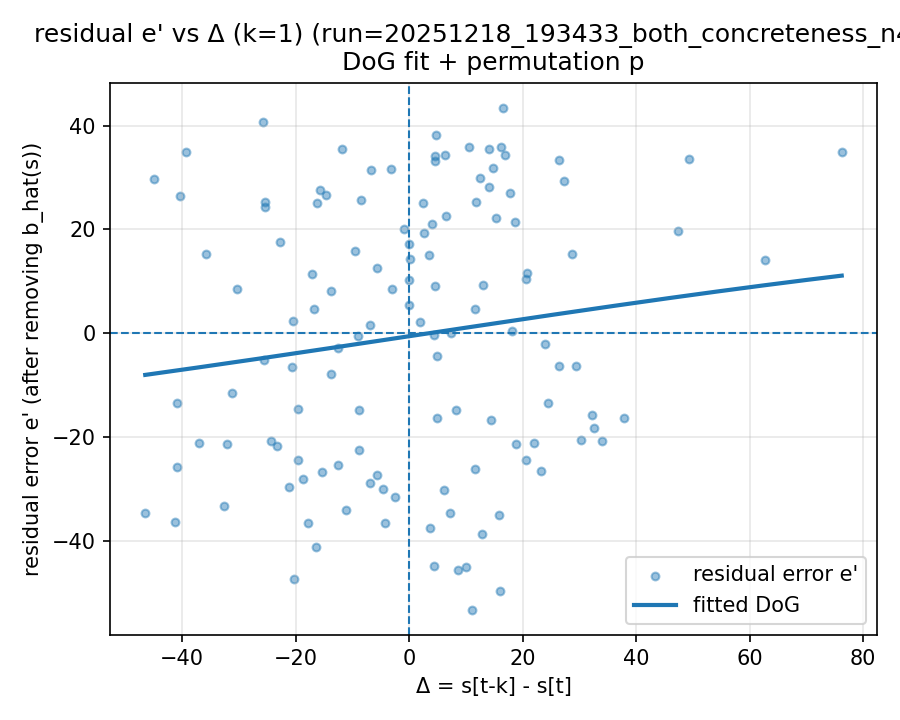 residual e' vs Δ (k=1) (run=20251218_193433_both_concreteness_n4
DoG fit + permutation p
residual error e' (after removing b_hat(s))
40
20
0
−20
−40
residual error e'
fitted DoG
−40
−20
0
20
40
60
80
Δ = s[t-k] - s[t]